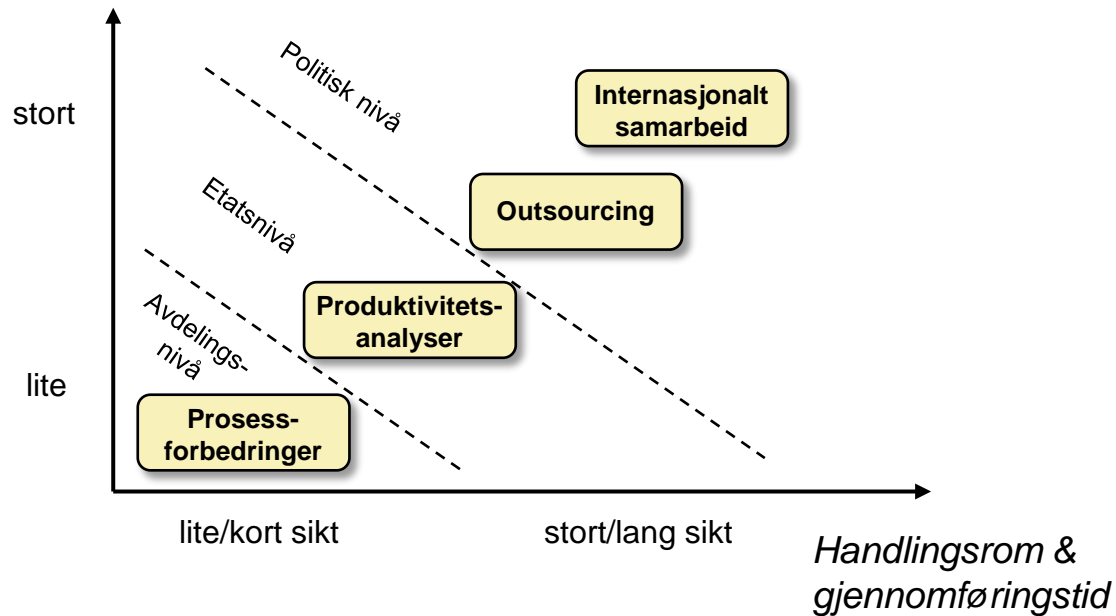 Politisk nivå
stort
Internasjonalt
samarbeid
Etatsnivå
Outsourcing
Avdelings-
nivå
Produktivitets-
analyser
lite
Prosess-
forbedringer
lite/kort sikt
stort/lang sikt
Handlingsrom &
gjennomføringstid